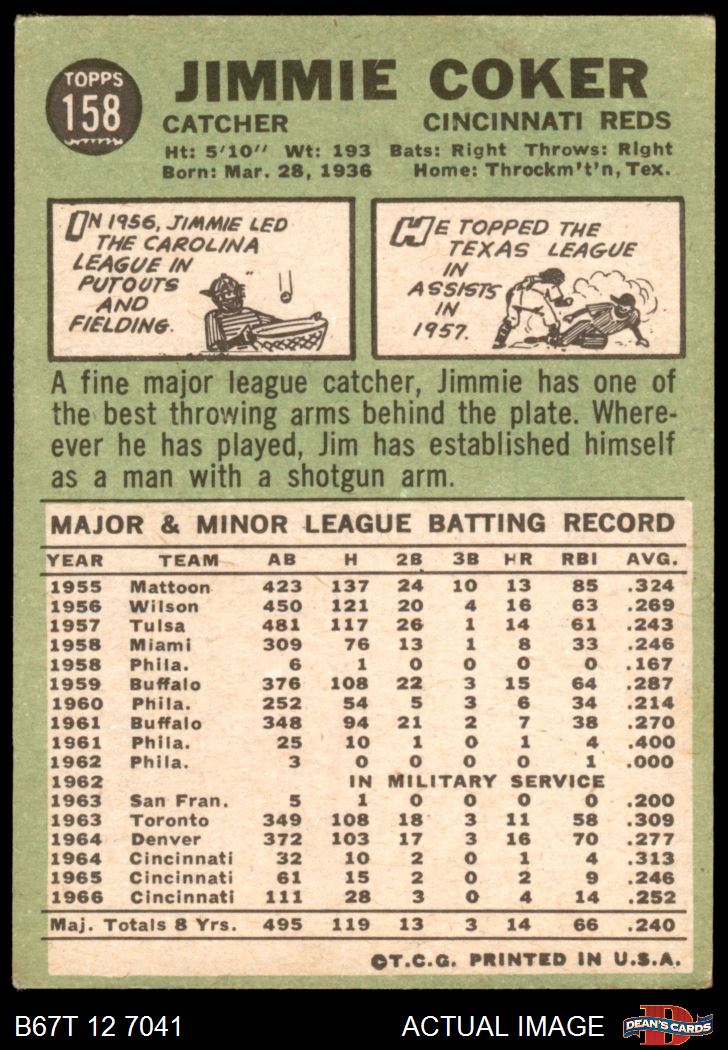 TOPPS
158
JIMMIE COKER
CATCHER CINCINNATI REDS
Ht: 5'10" Wt: 193 Bats: Right Throws: Right
Born: Mar. 28, 1936 Home: Throckm't'n, Tex.
IN 1956, JIMMIE LED
THE CAROLINA
LEAGUE IN
PUTOUTS
AND
FIELDING.
HE TOPPED THE
TEXAS LEAGUE
IN
ASSISTS
IN
1957.
A fine major league catcher, Jimmie has one of
the best throwing arms behind the plate. Where-
ever he has played, Jim has established himself
as a man with a shotgun arm.
MAJOR & MINOR LEAGUE BATTING RECORD
YEAR TEAM AB H 2B 3B HR RBI AVG.
1955 Mattoon 423 137 24 10 13 85 .324
1956 Wilson 450 121 20 4 16 63 .269
1957 Tulsa 481 117 26 1 14 61 .243
1958 Miami 309 76 13 1 8 33 .246
1958 Phila. 6 1 0 0 0 0 .167
1959 Buffalo 376 108 22 3 15 64 .287
1960 Phila. 252 54 5 3 6 34 .214
1961 Buffalo 348 94 21 2 7 38 .270
1961 Phila. 25 10 1 0 1 4 .400
1962 Phila. 3 0 0 0 0 1 .000
1962 IN MILITARY SERVICE
1963 San Fran. 5 1 0 0 0 0 .200
1963 Toronto 349 108 18 3 11 58 .309
1964 Denver 372 103 17 3 16 70 .277
1964 Cincinnati 32 10 2 0 1 4 .313
1965 Cincinnati 61 15 2 0 2 9 .246
1966 Cincinnati 111 28 3 0 4 14 .252
Maj. Totals 8 Yrs. 495 119 13 3 14 66 .240
©T.C.G. PRINTED IN U.S.A.
B67T 12 7041 ACTUAL IMAGE
D
DEAN'S CARDS